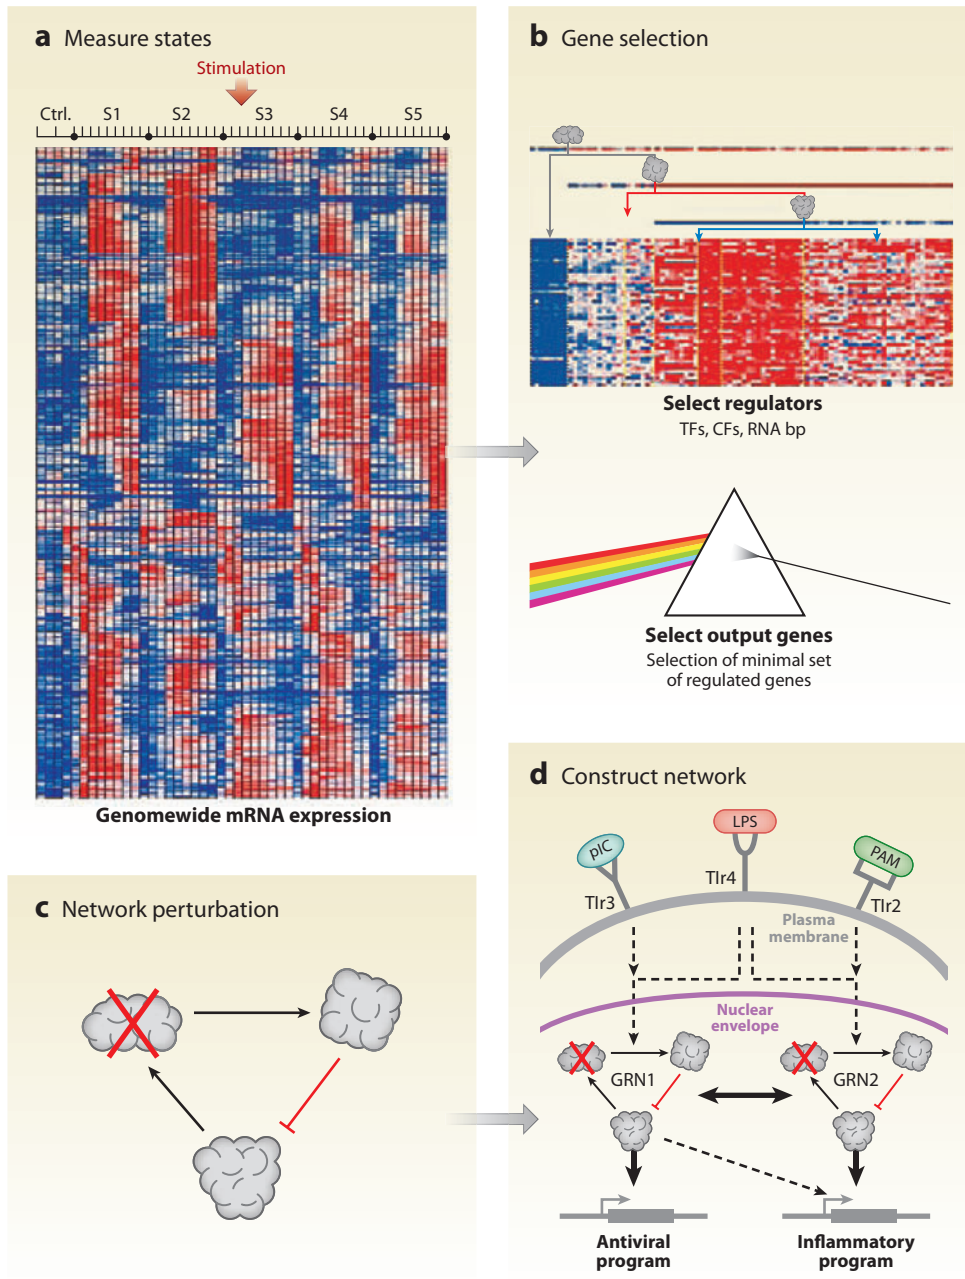 a Measure states
Stimulation
Ctrl. S1 S2 S3 S4 S5
Genomewide mRNA expression
b Gene selection
Select regulators
TFs, CFs, RNA bp
Select output genes
Selection of minimal set
of regulated genes
c Network perturbation
d Construct network
pIC
LPS
PAM
Tlr3
Tlr4
Tlr2
Plasma
membrane
Nuclear
envelope
GRN1
GRN2
Antiviral
program
Inflammatory
program